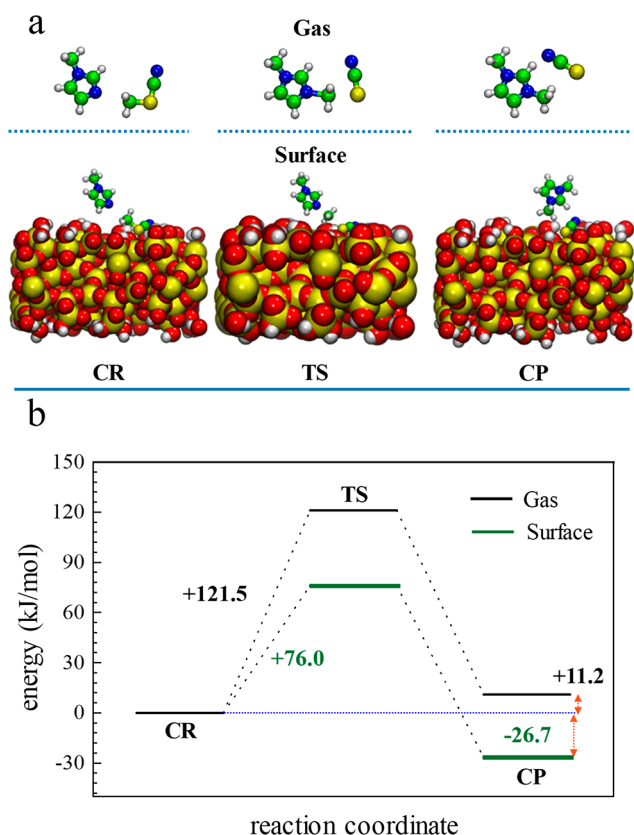 a
Gas
Surface
CR TS CP
b
150
120
90
60
30
0
-30
energy (kJ/mol)
TS
Gas
Surface
+121.5
+76.0
+11.2
CR
-26.7
CP
reaction coordinate